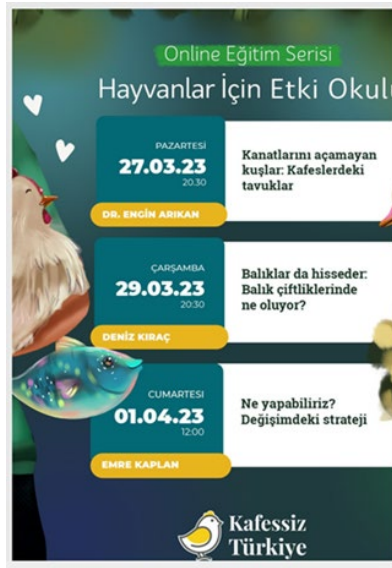 Online Eğitim Serisi
Hayvanlar İçin Etki Okulu
PAZARTESİ
27.03.23
20.30
DR. ENGİN ARIKAN
Kanatlarını açamayan
kuşlar: Kafeslerdeki
tavuklar
ÇARŞAMBA
29.03.23
20:30
DENİZ KIRAÇ
Balıklar da hisseder:
Balık çiftliklerinde
ne oluyor?
CUMARTESİ
01.04.23
12:00
EMRE KAPLAN
Ne yapabiliriz?
Değişimdeki strateji
Kafessiz
Türkiye